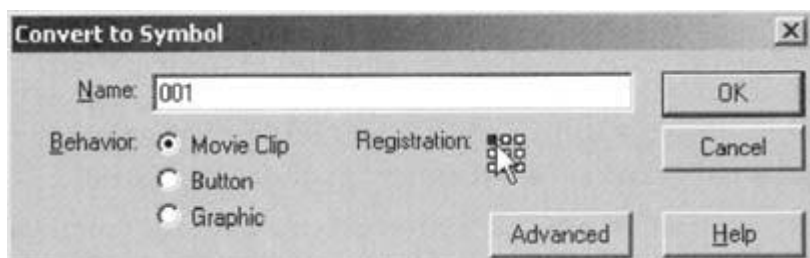 Convert to Symbol
Name: 001
OK
Behavior: Movie Clip
Registration:
Cancel
Button
Graphic
Advanced
Help